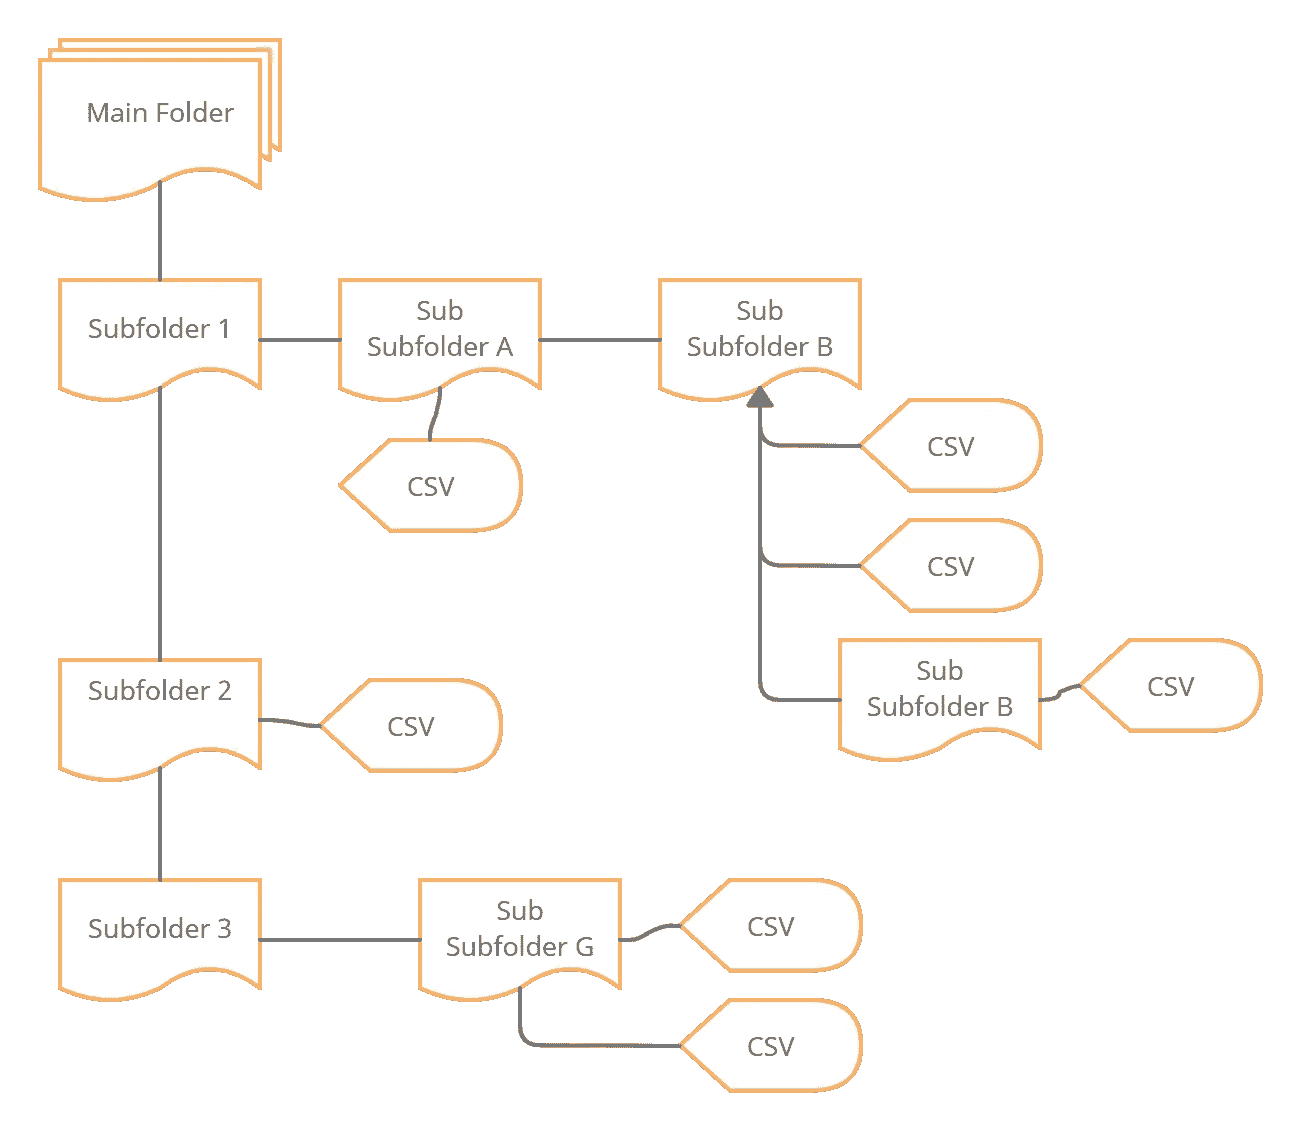 Main Folder
Subfolder 1
Sub
Subfolder A
Sub
Subfolder B
CSV
CSV
CSV
Sub
Subfolder B
CSV
Subfolder 2
CSV
Subfolder 3
Sub
Subfolder G
CSV
CSV